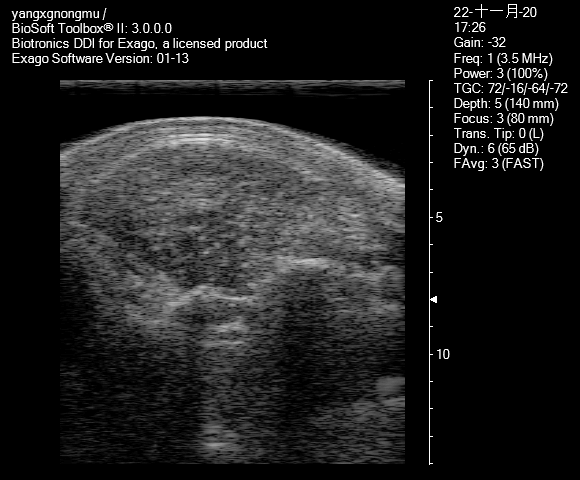 yangxgnongmu /
BioSoft Toolbox® II: 3.0.0.0
Biotronics DDI for Exago, a licensed product
Exago Software Version: 01-13
22-十一月-20
17:26
Gain: -32
Freq: 1 (3.5 MHz)
Power: 3 (100%)
TGC: 72/-16/-64/-72
Depth: 5 (140 mm)
Focus: 3 (80 mm)
Trans. Tip: 0 (L)
Dyn.: 6 (65 dB)
FAvg: 3 (FAST)
5
10